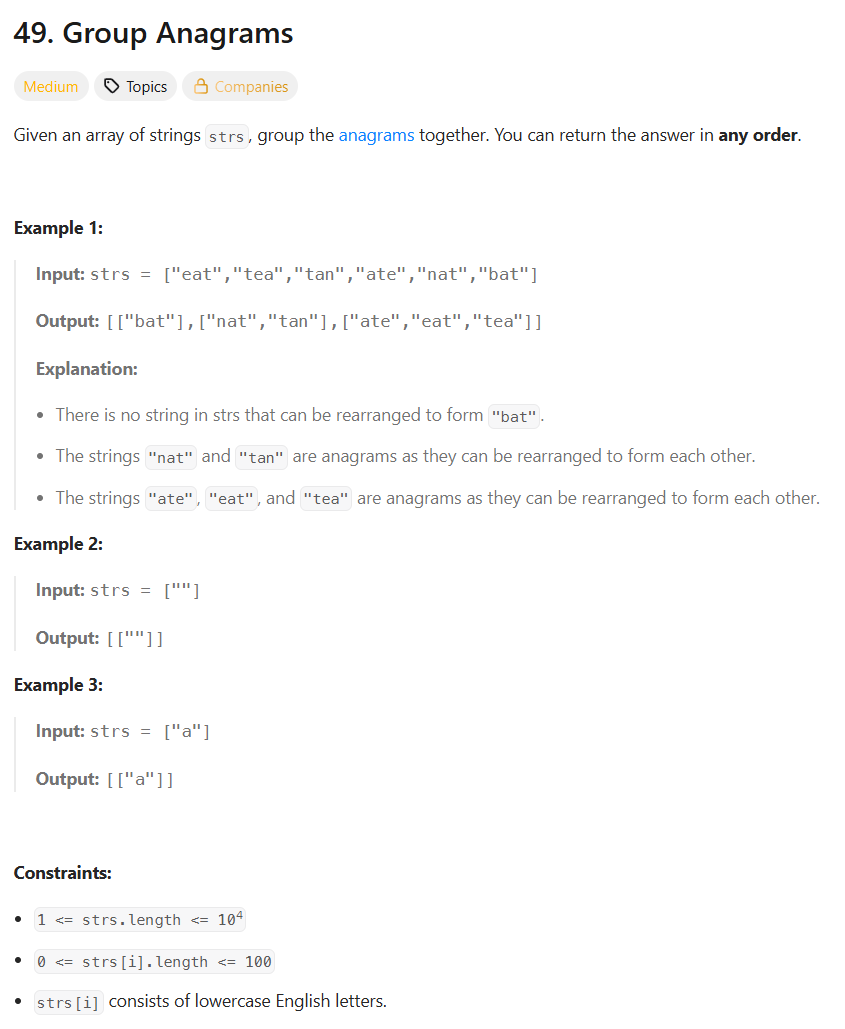 49. Group Anagrams
Medium Topics Companies
Given an array of strings strs, group the anagrams together. You can return the answer in any order.
Example 1:
Input: strs = ["eat","tea","tan","ate","nat","bat"]
Output: [["bat"],["nat","tan"],["ate","eat","tea"]]
Explanation:
• There is no string in strs that can be rearranged to form "bat".
• The strings "nat" and "tan" are anagrams as they can be rearranged to form each other.
• The strings "ate", "eat", and "tea" are anagrams as they can be rearranged to form each other.
Example 2:
Input: strs = [""]
Output: [[""]]
Example 3:
Input: strs = ["a"]
Output: [["a"]]
Constraints:
• 1 <= strs.length <= 10⁴
• 0 <= strs[i].length <= 100
• strs[i] consists of lowercase English letters.